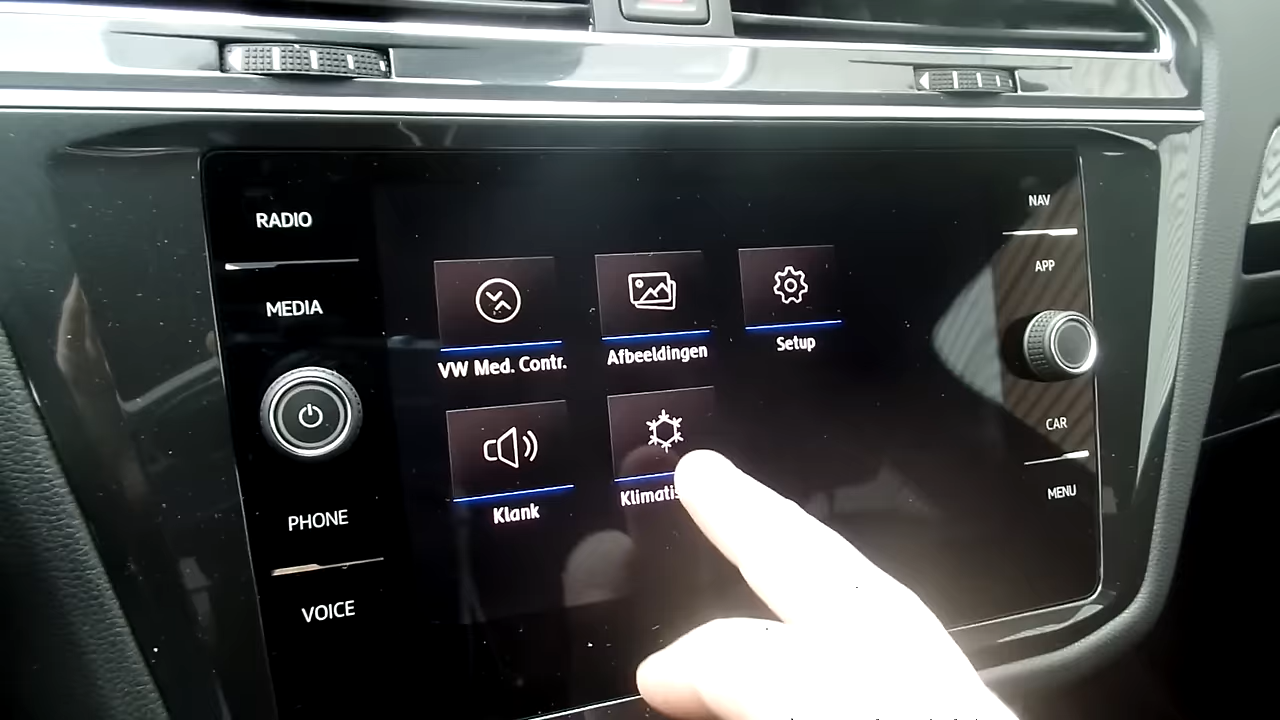 RADIO
MEDIA
PHONE
VOICE
VW Med. Contr.
Afbeeldingen
Setup
Klank
NAV
APP
CAR
MENU